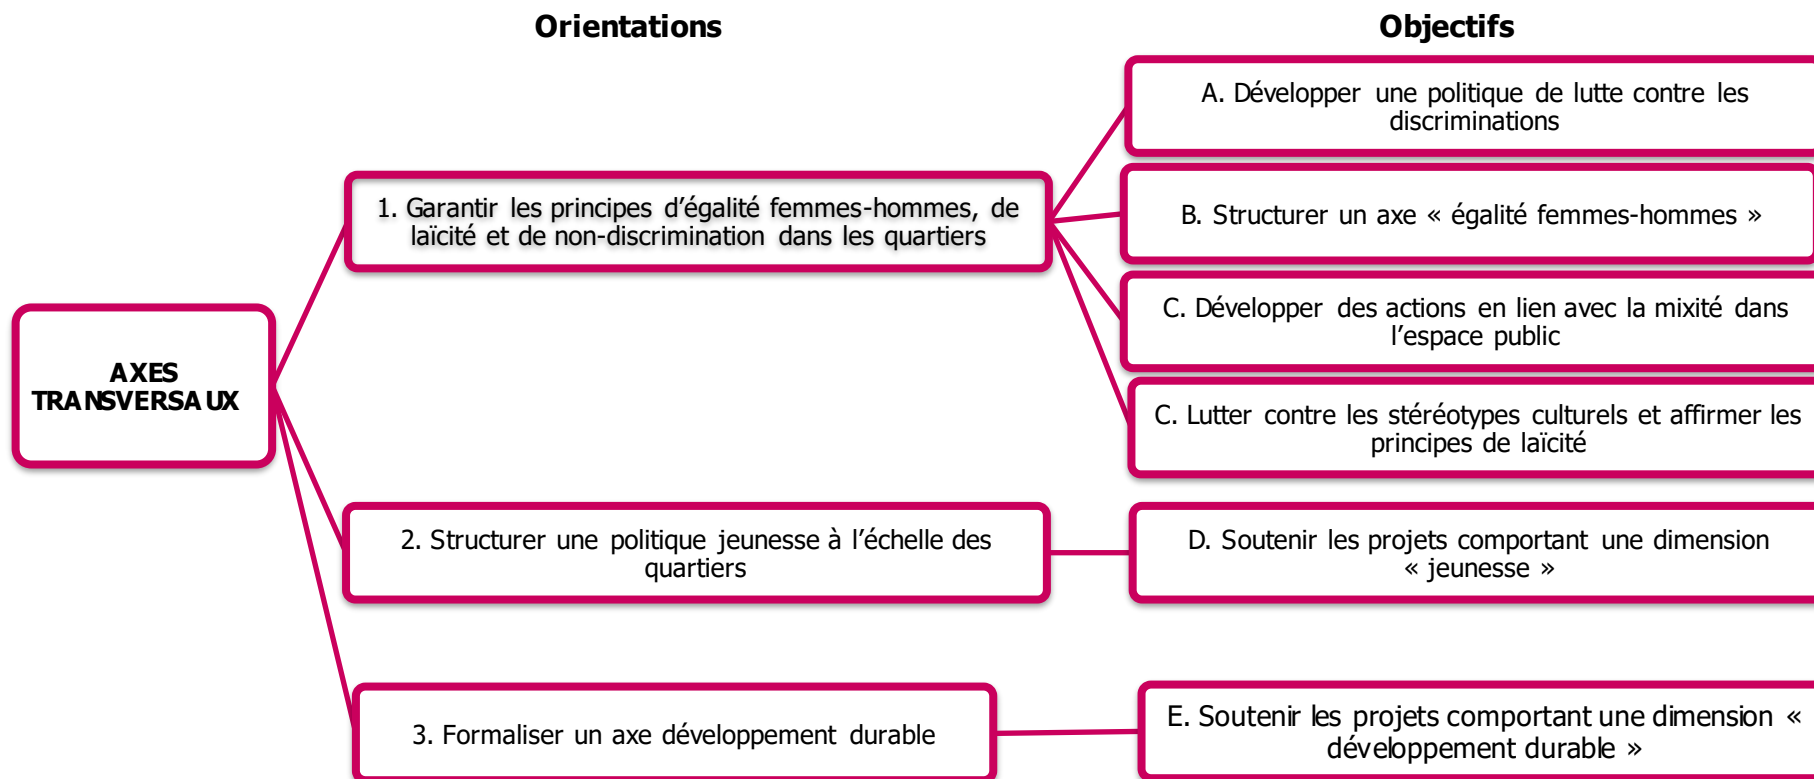 Orientations
Objectifs
AXES
TRANSVERSAUX
1. Garantir les principes d’égalité femmes-hommes, de
laïcité et de non-discrimination dans les quartiers
A. Développer une politique de lutte contre les
discriminations
B. Structurer un axe « égalité femmes-hommes »
C. Développer des actions en lien avec la mixité dans
l’espace public
C. Lutter contre les stéréotypes culturels et affirmer les
principes de laïcité
2. Structurer une politique jeunesse à l’échelle des
quartiers
D. Soutenir les projets comportant une dimension
« jeunesse »
3. Formaliser un axe développement durable
E. Soutenir les projets comportant une dimension «
développement durable »